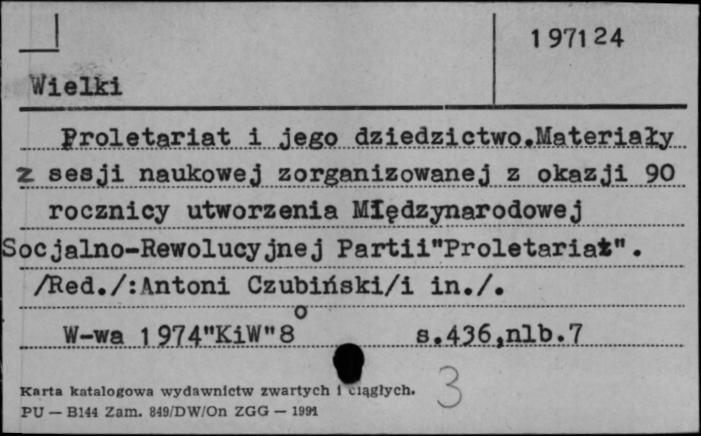 197124
Wielki
Proletariat i jego dziedzictwo.Materiały
z sesji naukowej zorganizowanej z okazji 90
rocznicy utworzenia Międzynarodowej
Socjalno-Rewolucyjnej Partii"Proletariat".
/Red./:Antoni Czubiński/i in./.
W-wa 1974"KiW"8° s.436,nlb.7
Karta katalogowa wydawnictw zwartych i ciągłych.
3
PU — B144 Zam. 849/DW/On ZGG — 1991